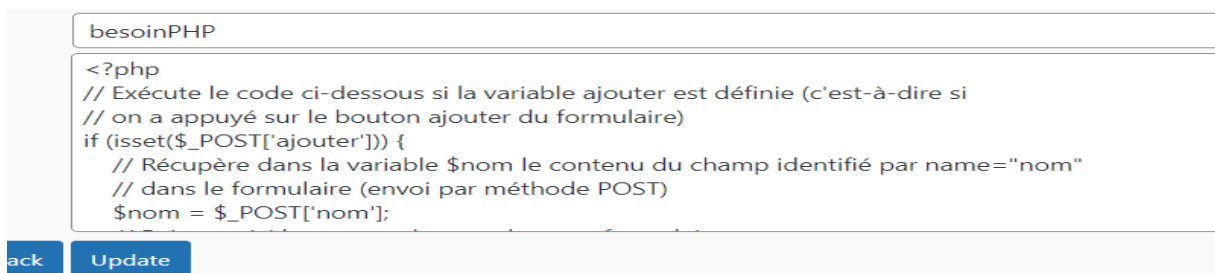 besoinPHP
<?php
// Exécute le code ci-dessous si la variable ajouter est définie (c'est-à-dire si
// on a appuyé sur le bouton ajouter du formulaire)
if (isset($_POST['ajouter'])) {
// Récupère dans la variable $nom le contenu du champ identifié par name="nom"
// dans le formulaire (envoi par méthode POST)
$nom = $_POST['nom'];
ack
Update